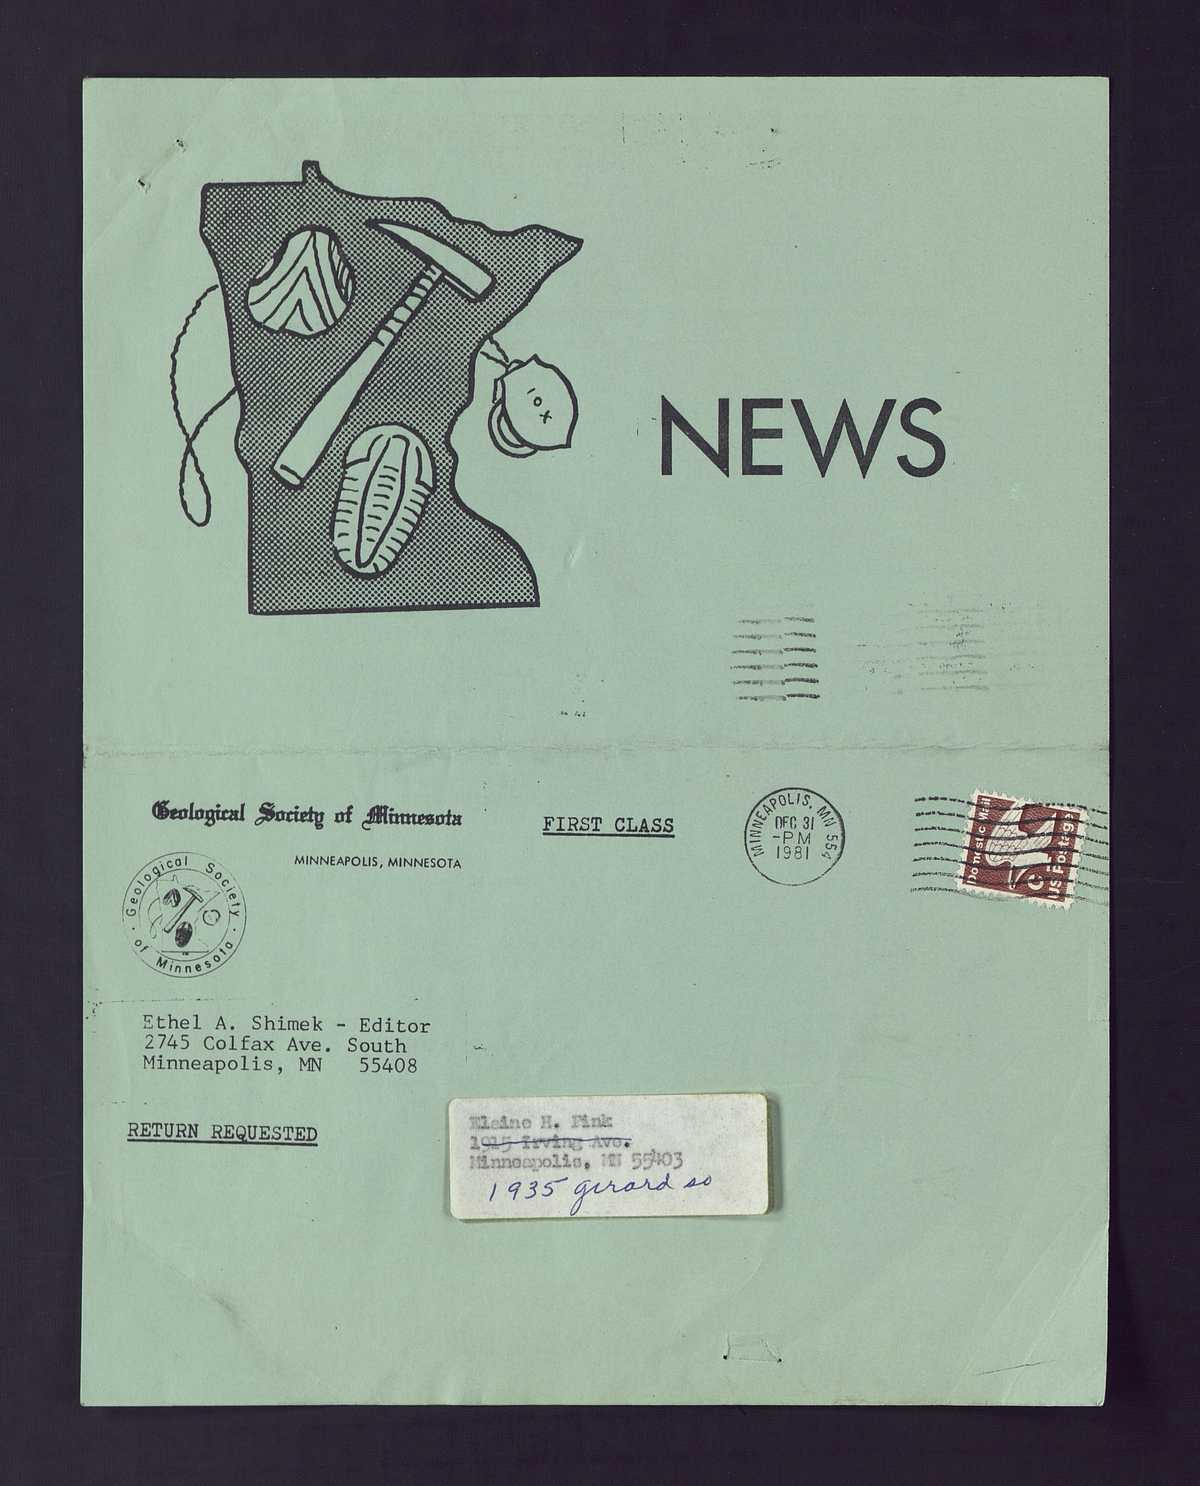 10X
NEWS
Geological Society of Minnesota
MINNEAPOLIS, MINNESOTA
FIRST CLASS
MINNEAPOLIS, MN 554
DEC 31
-PM
1981
Domestic Mail
C
US Postage
Geological Society
of Minnesota
Ethel A. Shimek - Editor
2745 Colfax Ave. South
Minneapolis, MN 55408
RETURN REQUESTED
Elaine H. Pink
1915 Irving Ave.
Minneapolis, MN 55403
1935 girard so